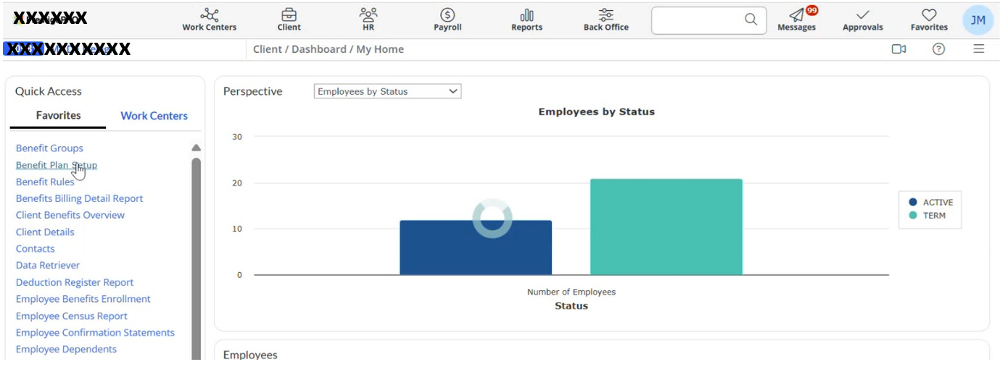 XXXXXXX
Work Centers
Client
HR
Payroll
Reports
Back Office
99
Messages
Approvals
Favorites
JM
XXXXXXXXXX
Client / Dashboard / My Home
Quick Access
Favorites Work Centers
Benefit Groups
Benefit Plan Setup
Benefit Rules
Benefits Billing Detail Report
Client Benefits Overview
Client Details
Contacts
Data Retriever
Deduction Register Report
Employee Benefits Enrollment
Employee Census Report
Employee Confirmation Statements
Employee Dependents
Perspective Employees by Status
Employees by Status
30
20
10
0
Number of Employees
Status
ACTIVE
TERM
Employees